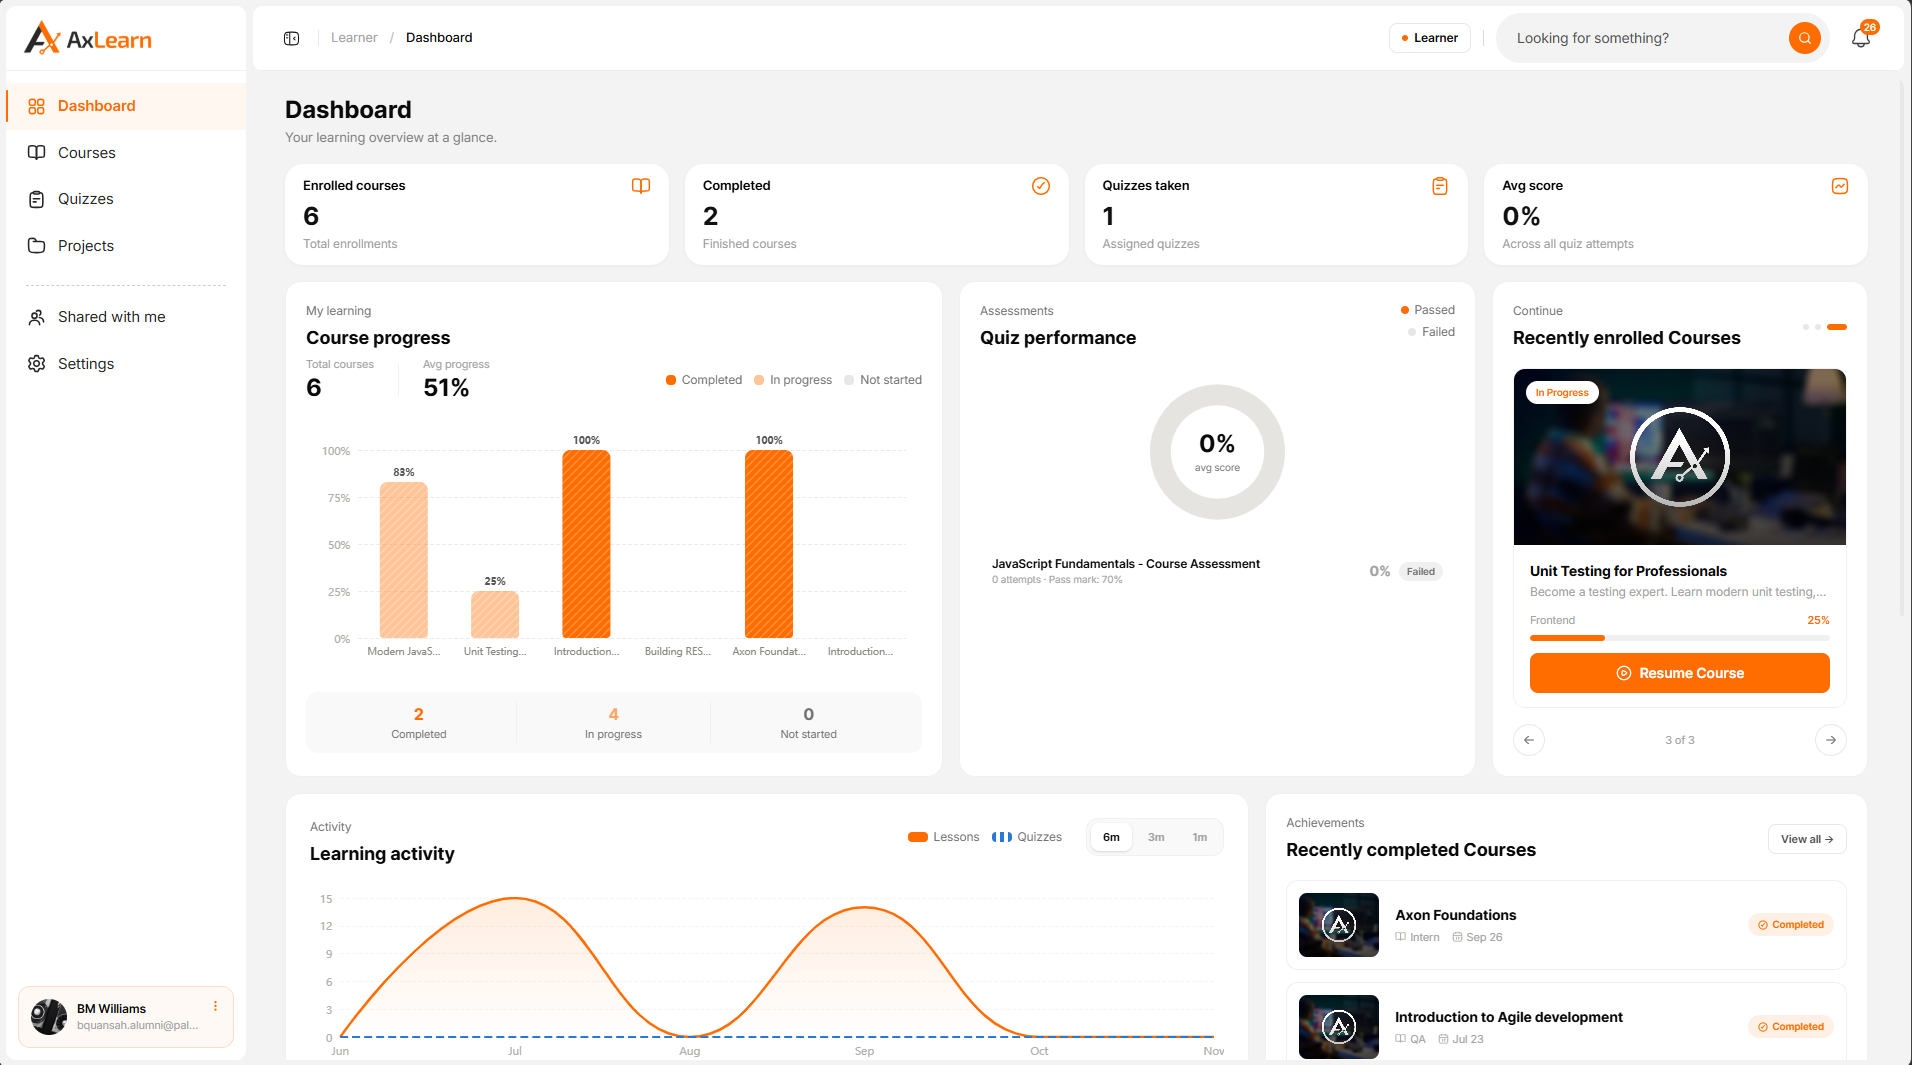 AxLearn
Learner / Dashboard
Learner
Looking for something?
26
Dashboard
Courses
Quizzes
Projects
Shared with me
Settings
BM Williams
bquansah.alumni@pal...
Dashboard
Your learning overview at a glance.
Enrolled courses
6
Total enrollments
Completed
2
Finished courses
Quizzes taken
1
Assigned quizzes
Avg score
0%
Across all quiz attempts
My learning
Course progress
Total courses
6
Avg progress
51%
Completed
In progress
Not started
100%
75%
50%
25%
0%
83%
25%
100%
100%
Modern JavaS...
Unit Testing...
Introduction...
Building RES...
Axon Foundat...
Introduction...
2
Completed
4
In progress
0
Not started
Assessments
Quiz performance
Passed
Failed
0%
avg score
JavaScript Fundamentals - Course Assessment
0 attempts · Pass mark: 70%
0%
Failed
Continue
Recently enrolled Courses
In Progress
Unit Testing for Professionals
Become a testing expert. Learn modern unit testing,...
Frontend
25%
Resume Course
3 of 3
Activity
Learning activity
Lessons
Quizzes
6m
3m
1m
15
12
9
6
3
0
Jun
Jul
Aug
Sep
Oct
Nov
Achievements
Recently completed Courses
View all →
Axon Foundations
Intern
Sep 26
Completed
Introduction to Agile development
QA
Jul 23
Completed